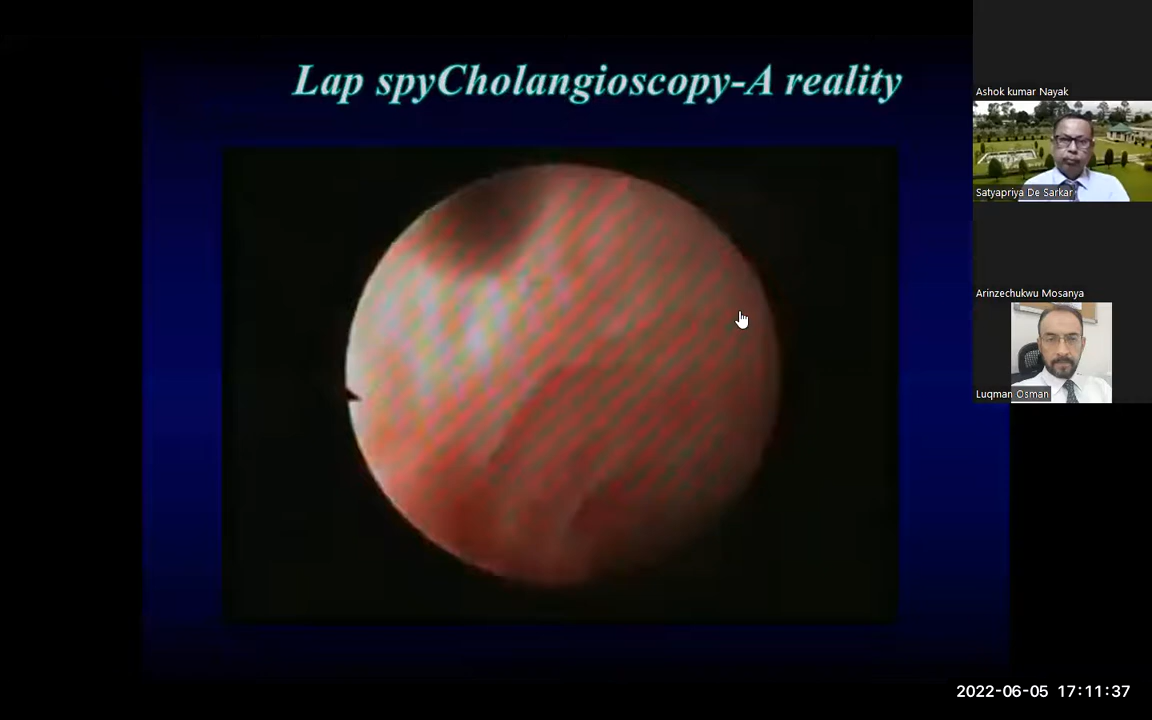 Lap spyCholangioscopy-A reality
Ashok kumar Nayak
Satyapriya De Sarkar
Arinzechukwu Mosanya
Luqman Osman
2022-06-05 17:11:37